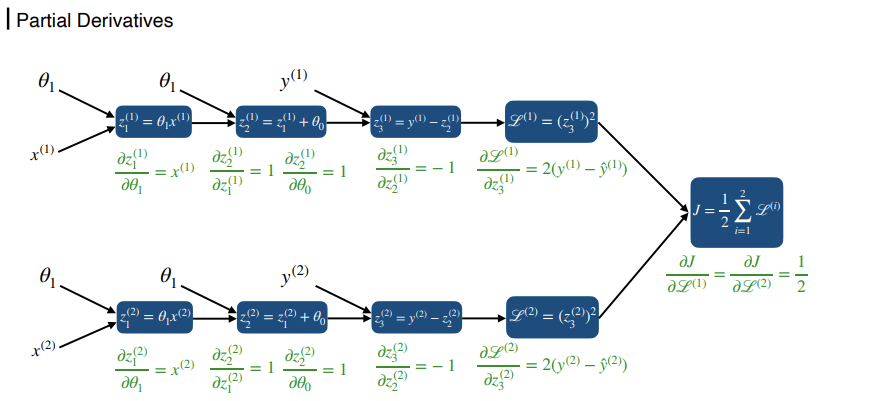 Partial Derivatives
θ₁ θ₁ y⁽¹⁾
x⁽¹⁾
z₁⁽¹⁾ = θ₁x⁽¹⁾ z₂⁽¹⁾ = z₁⁽¹⁾ + θ₀ z₃⁽¹⁾ = y⁽¹⁾ − z₂⁽¹⁾ ℒ⁽¹⁾ = (z₃⁽¹⁾)²
∂z₁⁽¹⁾/∂θ₁ = x⁽¹⁾ ∂z₂⁽¹⁾/∂z₁⁽¹⁾ = 1 ∂z₂⁽¹⁾/∂θ₀ = 1 ∂z₃⁽¹⁾/∂z₂⁽¹⁾ = − 1 ∂ℒ⁽¹⁾/∂z₃⁽¹⁾ = 2(y⁽¹⁾ − ŷ⁽¹⁾)
J = 1/2 ∑_{i=1}^{2} ℒ⁽ⁱ⁾
∂J/∂ℒ⁽¹⁾ = ∂J/∂ℒ⁽²⁾ = 1/2
θ₁ θ₁ y⁽²⁾
x⁽²⁾
z₁⁽²⁾ = θ₁x⁽²⁾ z₂⁽²⁾ = z₁⁽²⁾ + θ₀ z₃⁽²⁾ = y⁽²⁾ − z₂⁽²⁾ ℒ⁽²⁾ = (z₃⁽²⁾)²
∂z₁⁽²⁾/∂θ₁ = x⁽²⁾ ∂z₂⁽²⁾/∂z₁⁽²⁾ = 1 ∂z₂⁽²⁾/∂θ₀ = 1 ∂z₃⁽²⁾/∂z₂⁽²⁾ = − 1 ∂ℒ⁽²⁾/∂z₃⁽²⁾ = 2(y⁽²⁾ − ŷ⁽²⁾)